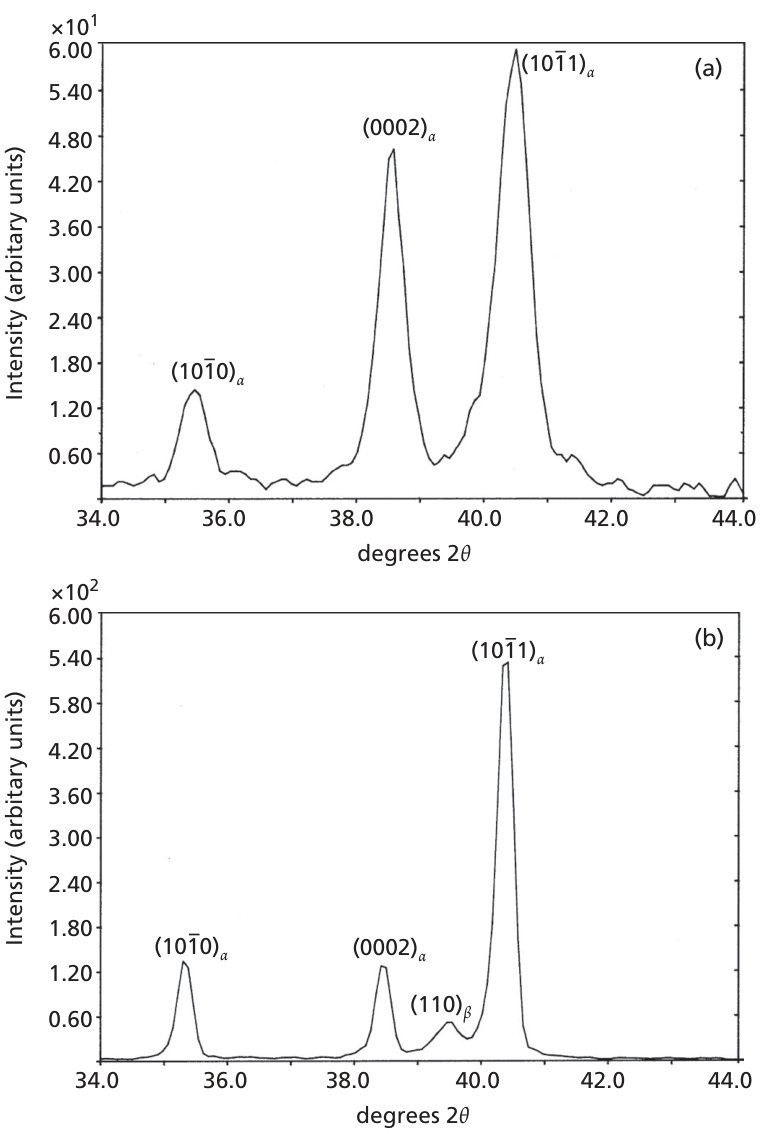 ×10¹
6.00
(a)
(101̅1)α
5.40
(0002)α
4.80
4.20
3.60
3.00
2.40
1.80
(101̅0)α
1.20
0.60
Intensity (arbitary units)
34.0 36.0 38.0 40.0 42.0 44.0
degrees 2θ
×10²
6.00
(b)
(101̅1)α
5.40
5.80
4.20
3.60
3.00
2.40
1.80
(101̅0)α (0002)α
1.20
(110)β
0.60
Intensity (arbitary units)
34.0 36.0 38.0 40.0 42.0 44.0
degrees 2θ